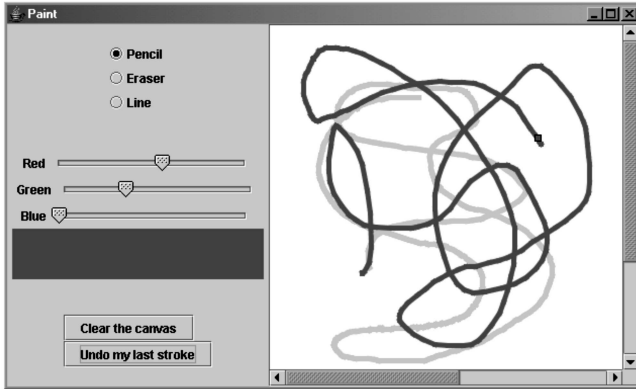 Paint
Pencil
Eraser
Line
Red
Green
Blue
Clear the canvas
Undo my last stroke